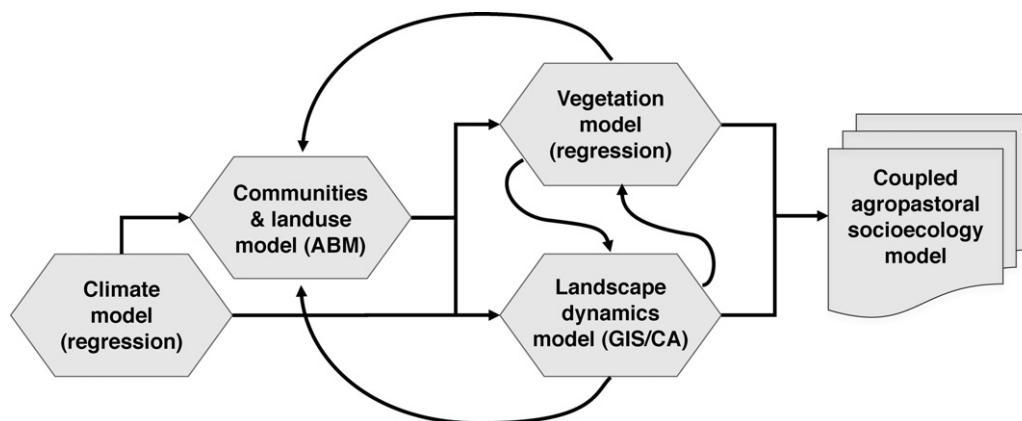 Climate
model
(regression)
Communities
& landuse
model (ABM)
Vegetation
model
(regression)
Landscape
dynamics
model (GIS/CA)
Coupled
agropastoral
socioecology
model